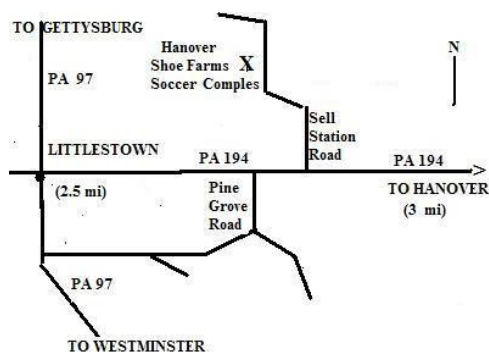 TO GETTYSBURG
Hanover
Shoe Farms X
Soccer Comples
N
PA 97
Sell
Station
Road
LITTLESTOWN
PA 194
PA 194
(2.5 mi)
Pine
Grove
Road
TO HANOVER
(3 mi)
PA 97
TO WESTMINSTER